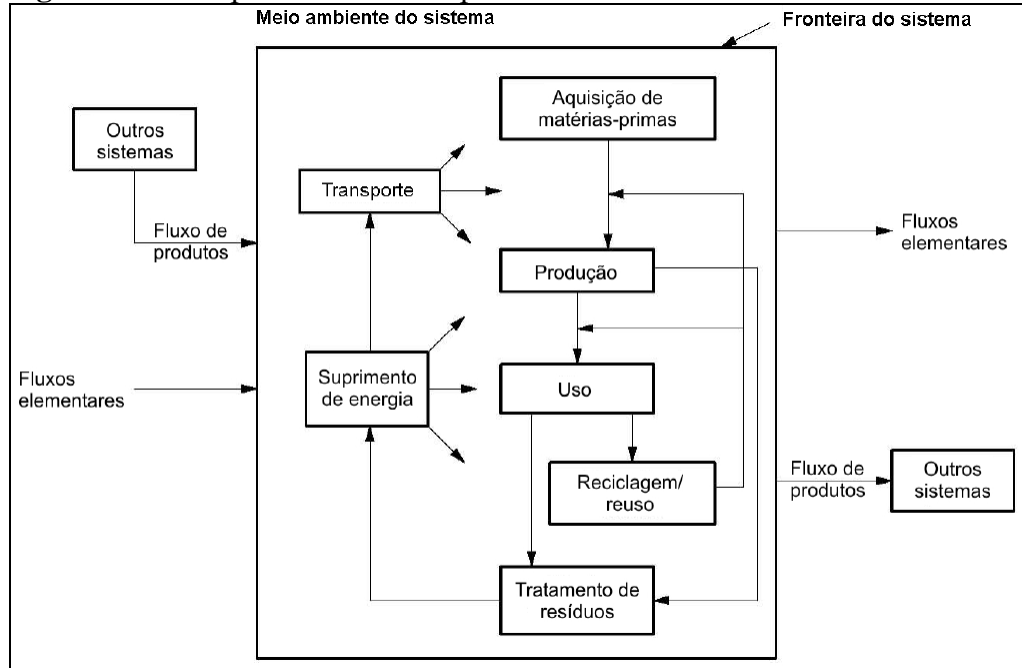 Meio ambiente do sistema
Fronteira do sistema
Outros
sistemas
Fluxo de
produtos
Fluxos
elementares
Transporte
Suprimento
de energia
Aquisição de
matérias-primas
Produção
Uso
Reciclagem/
reuso
Tratamento de
resíduos
Fluxos
elementares
Fluxo de
produtos
Outros
sistemas